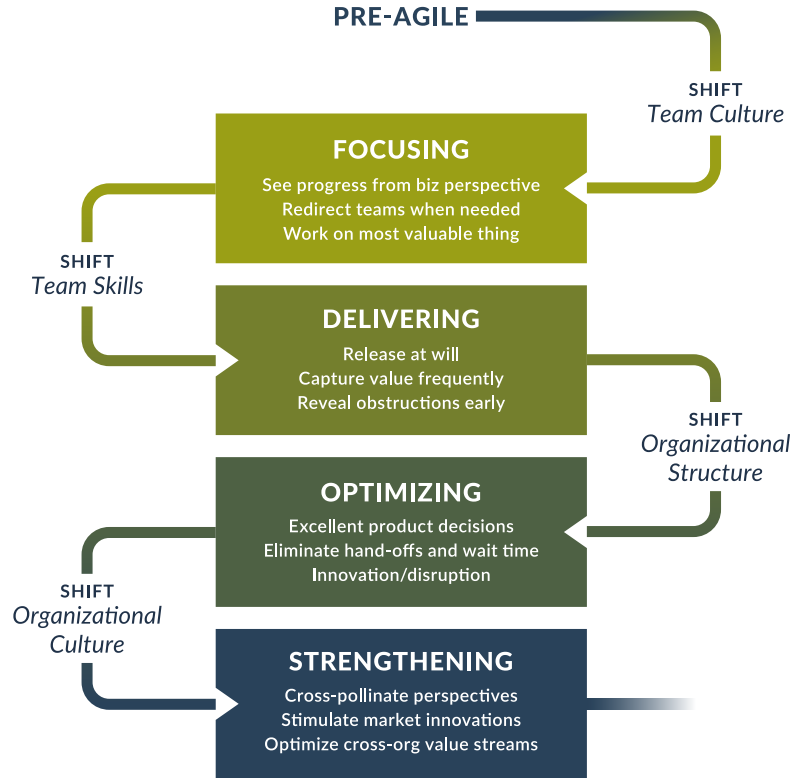 PRE-AGILE
SHIFT
Team Culture
FOCUSING
See progress from biz perspective
Redirect teams when needed
Work on most valuable thing
SHIFT
Team Skills
DELIVERING
Release at will
Capture value frequently
Reveal obstructions early
SHIFT
Organizational
Structure
OPTIMIZING
Excellent product decisions
Eliminate hand-offs and wait time
Innovation/disruption
SHIFT
Organizational
Culture
STRENGTHENING
Cross-pollinate perspectives
Stimulate market innovations
Optimize cross-org value streams